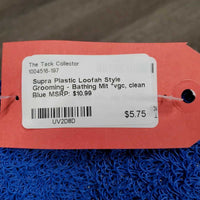 The Tack Collector
1004516-197
Supra Plastic Loofah Style
Grooming - Bathing Mit *vgc, clean
Blue MSRP: $10.99
$5.75
UV2D8D